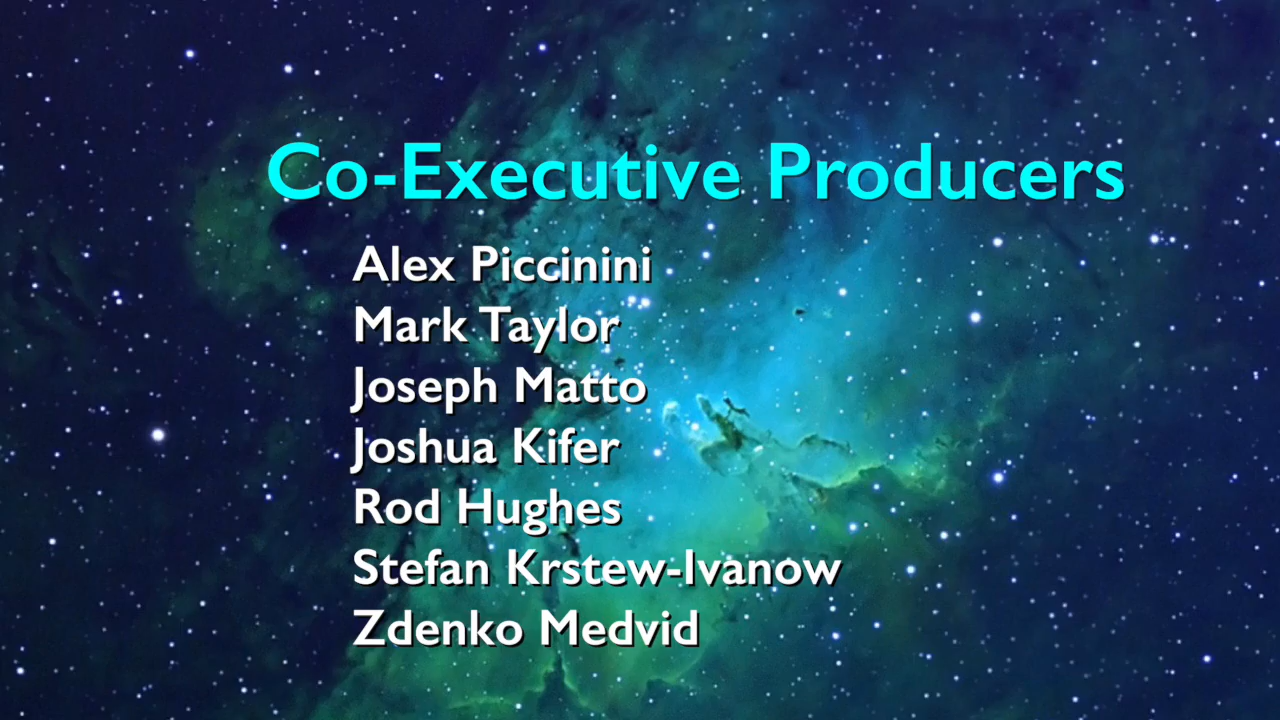 Co-Executive Producers
Alex Piccinini
Mark Taylor
Joseph Matto
Joshua Kifer
Rod Hughes
Stefan Krstew-Ivanow
Zdenko Medvid